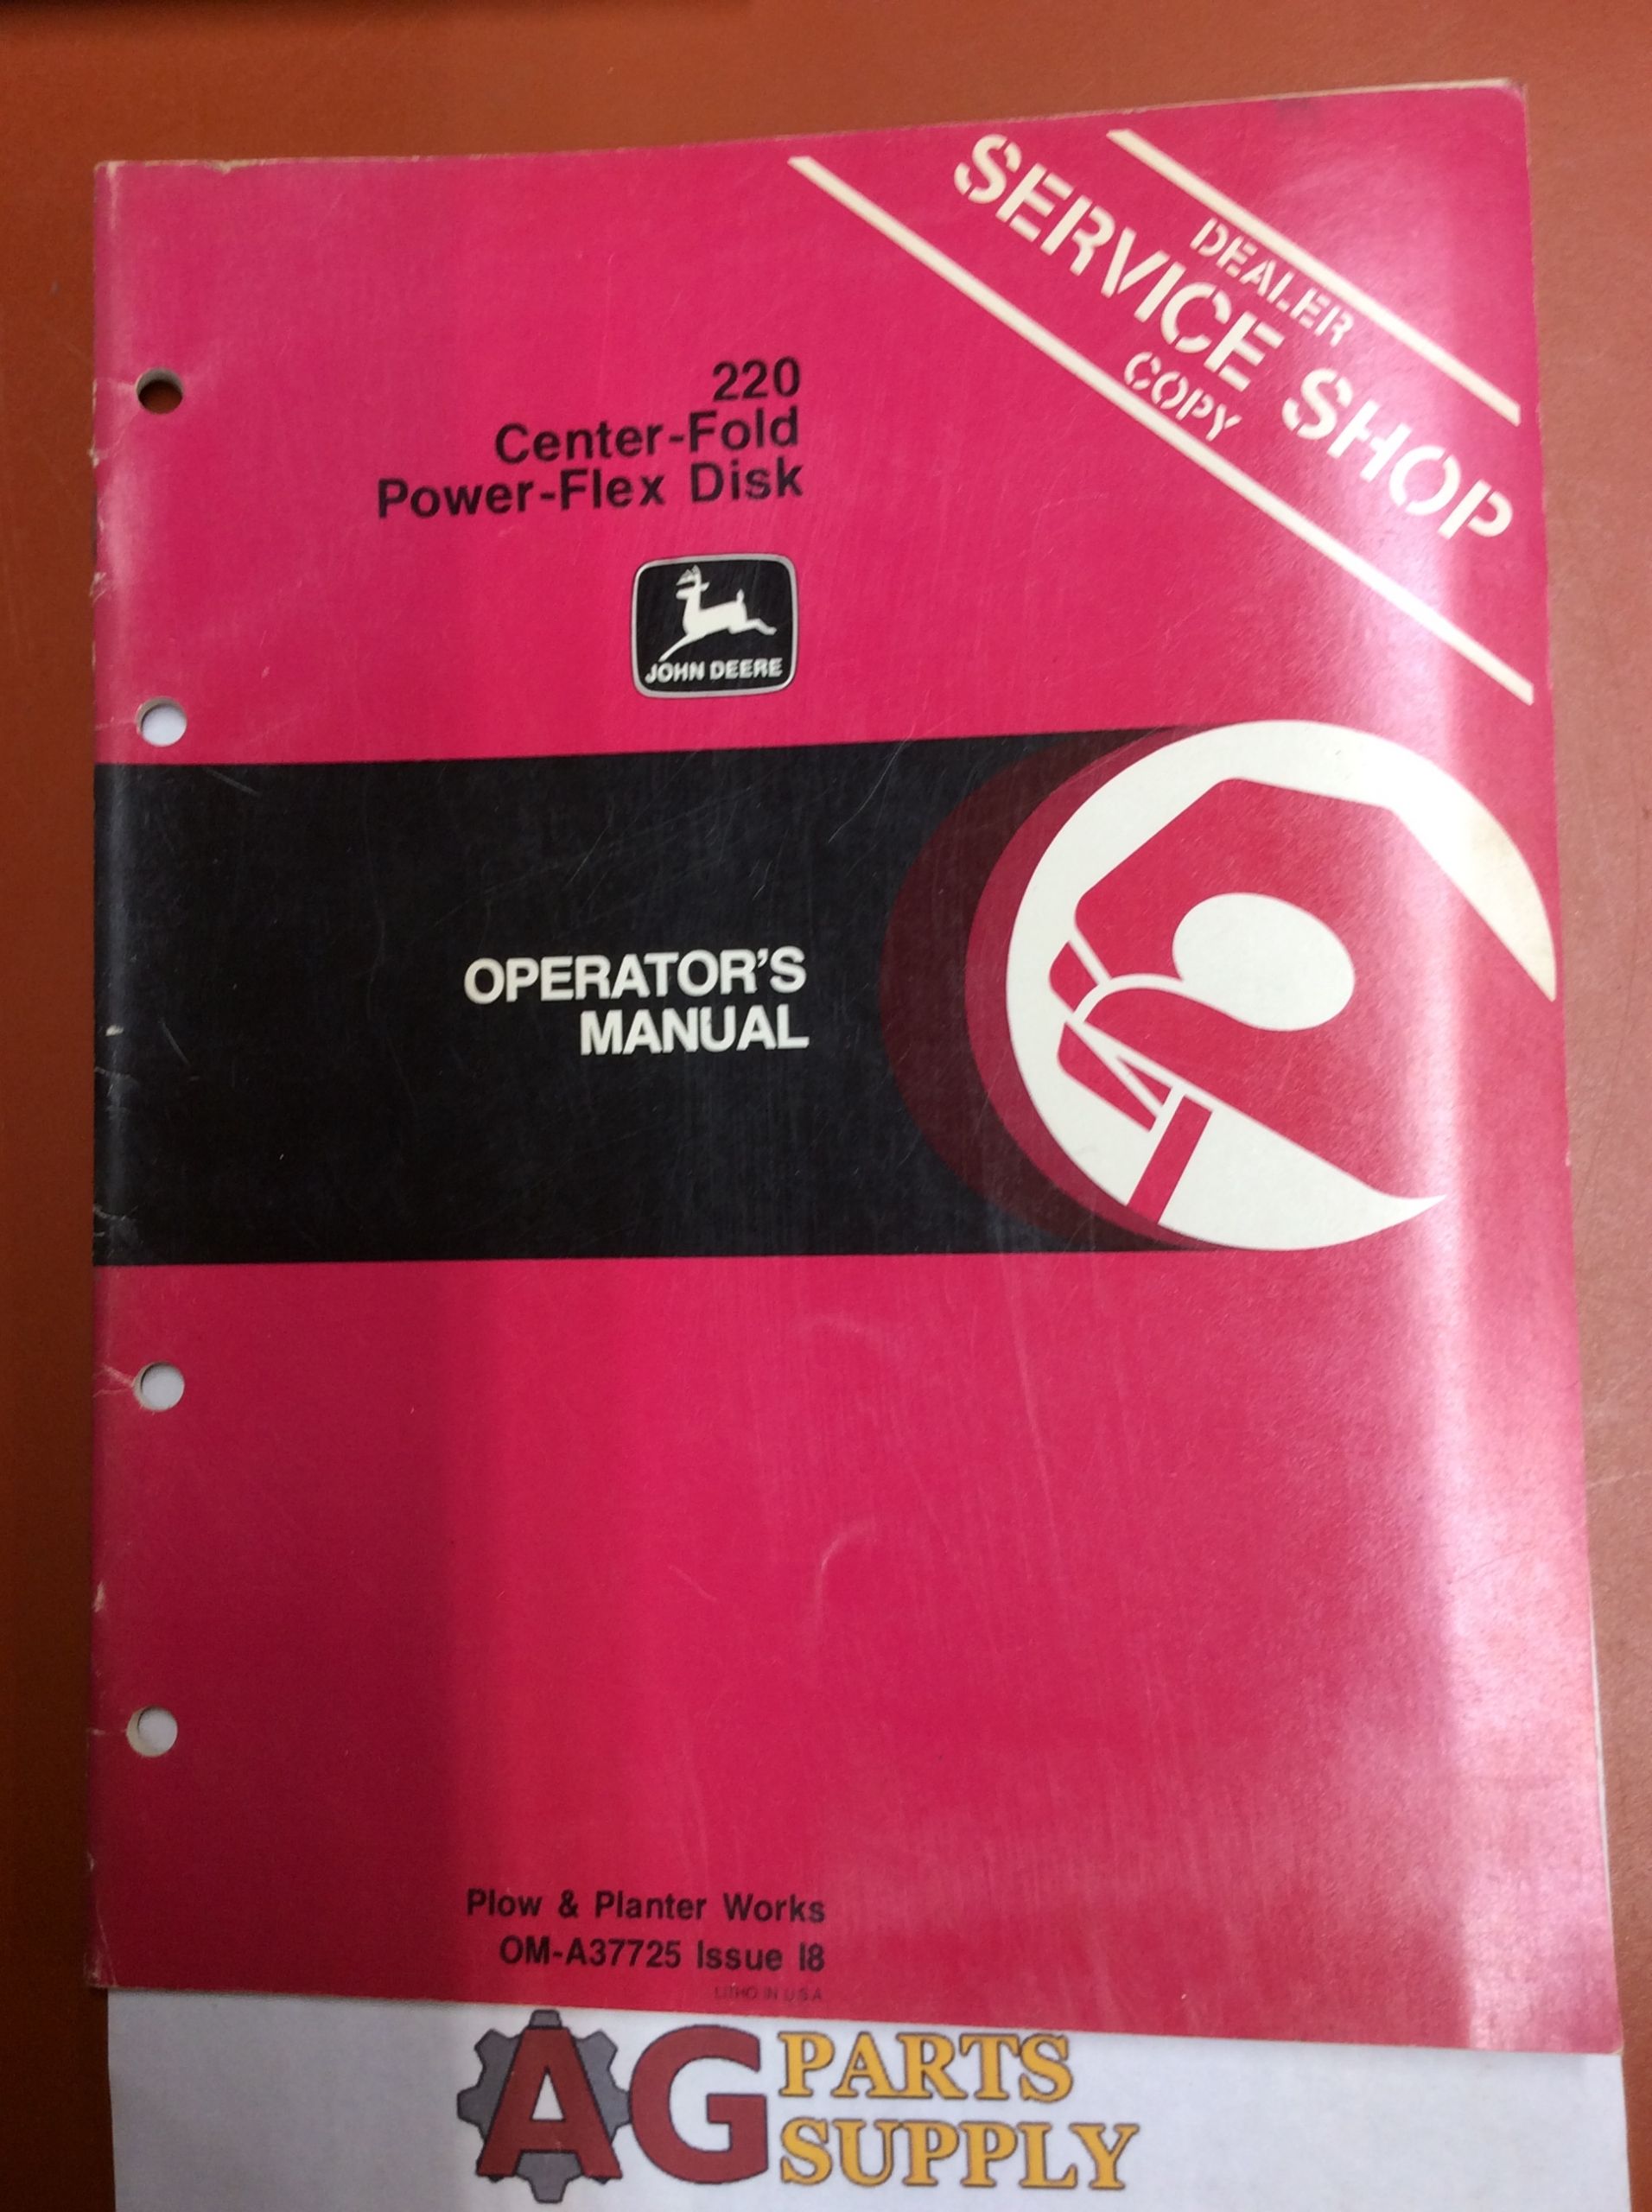 DEALER
SERVICE SHOP
COPY
220
Center-Fold
Power-Flex Disk
JOHN DEERE
OPERATOR'S
MANUAL
Plow & Planter Works
OM-A37725 Issue I8
LITHO IN U.S.A.
AG PARTS
SUPPLY